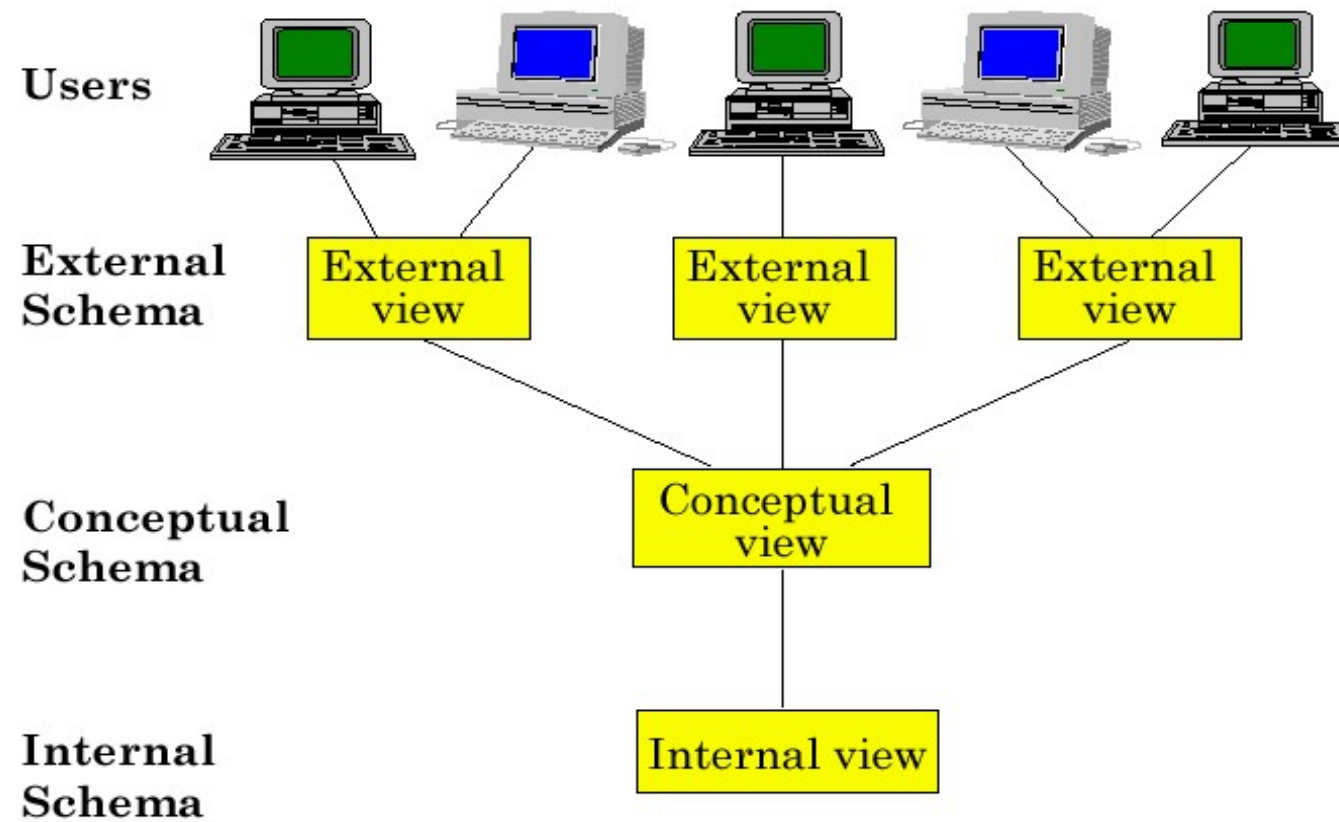 Users
External
Schema
External
view
External
view
External
view
Conceptual
Schema
Conceptual
view
Internal
Schema
Internal view